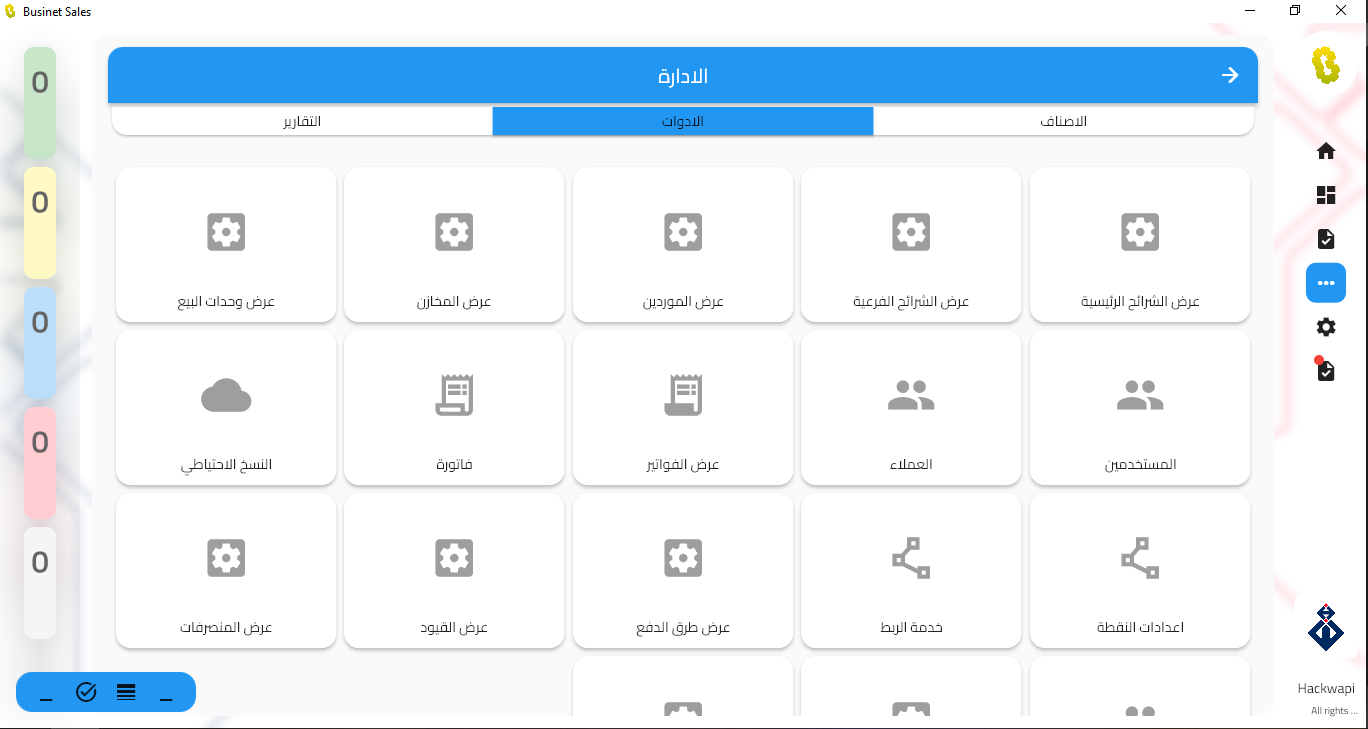 Businet Sales
الادارة
الاصناف
الادوات
التقارير
عرض الشرائح الرئيسية
عرض الشرائح الفرعية
عرض الموردين
عرض المخازن
عرض وحدات البيع
المستخدمين
العملاء
عرض الفواتير
فاتورة
النسخ الاحتياطي
اعدادات النقطة
خدمة الربط
عرض طرق الدفع
عرض القيود
عرض المنصرفات
0
0
0
0
0
Hackwapi
All rights ...